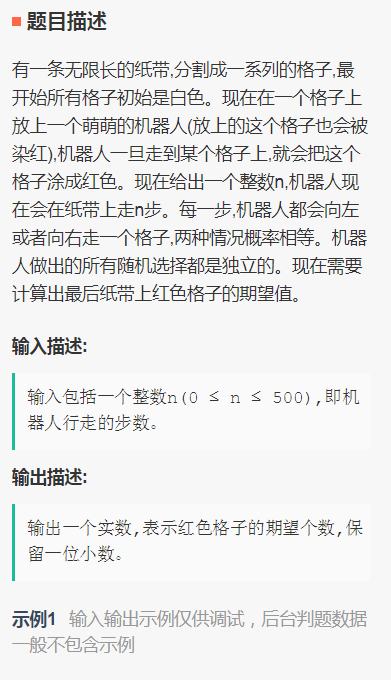 题目描述
有一条无限长的纸带,分割成一系列的格子,最
开始所有格子初始是白色。现在在一个格子上
放上一个萌萌的机器人(放上的这个格子也会被
染红),机器人一旦走到某个格子上,就会把这个
格子涂成红色。现在给出一个整数n,机器人现
在会在纸带上走n步。每一步,机器人都会向左
或者向右走一个格子,两种情况概率相等。机器
人做出的所有随机选择都是独立的。现在需要
计算出最后纸带上红色格子的期望值。
输入描述:
输入包括一个整数n(0 ≤ n ≤ 500),即机
器人行走的步数。
输出描述:
输出一个实数,表示红色格子的期望个数,保
留一位小数。
示例1 输入输出示例仅供调试，后台判题数据
一般不包含示例